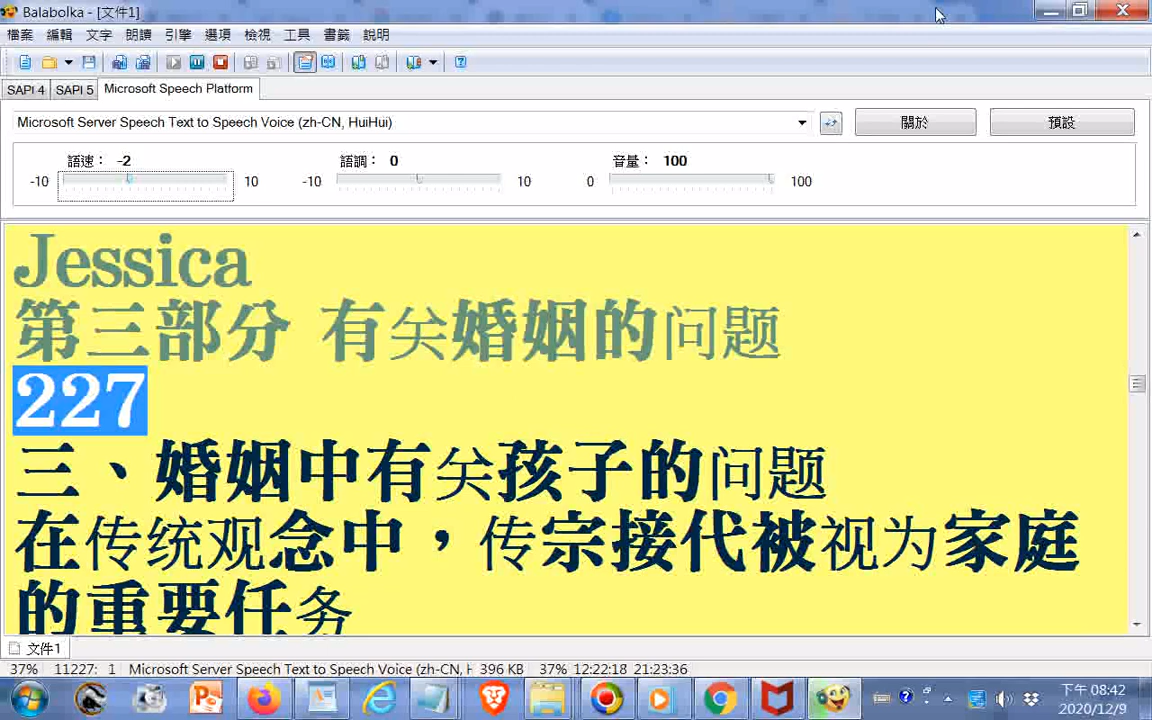 Balabolka - [文件1]
檔案 編輯 文字 朗讀 引擎 選項 檢視 工具 書籤 說明
SAPI 4 SAPI 5 Microsoft Speech Platform
Microsoft Server Speech Text to Speech Voice (zh-CN, HuiHui) 關於 預設
語速： -2 語調： 0 音量： 100
-10 10 -10 10 0 100
Jessica
第三部分 有关婚姻的问题
227
三、婚姻中有关孩子的问题
在传统观念中，传宗接代被视为家庭
的重要任务
文件1
37% 11227: 1 Microsoft Server Speech Text to Speech Voice (zh-CN, H 396 KB 37% 12:22:18 21:23:36
下午 08:42
2020/12/9